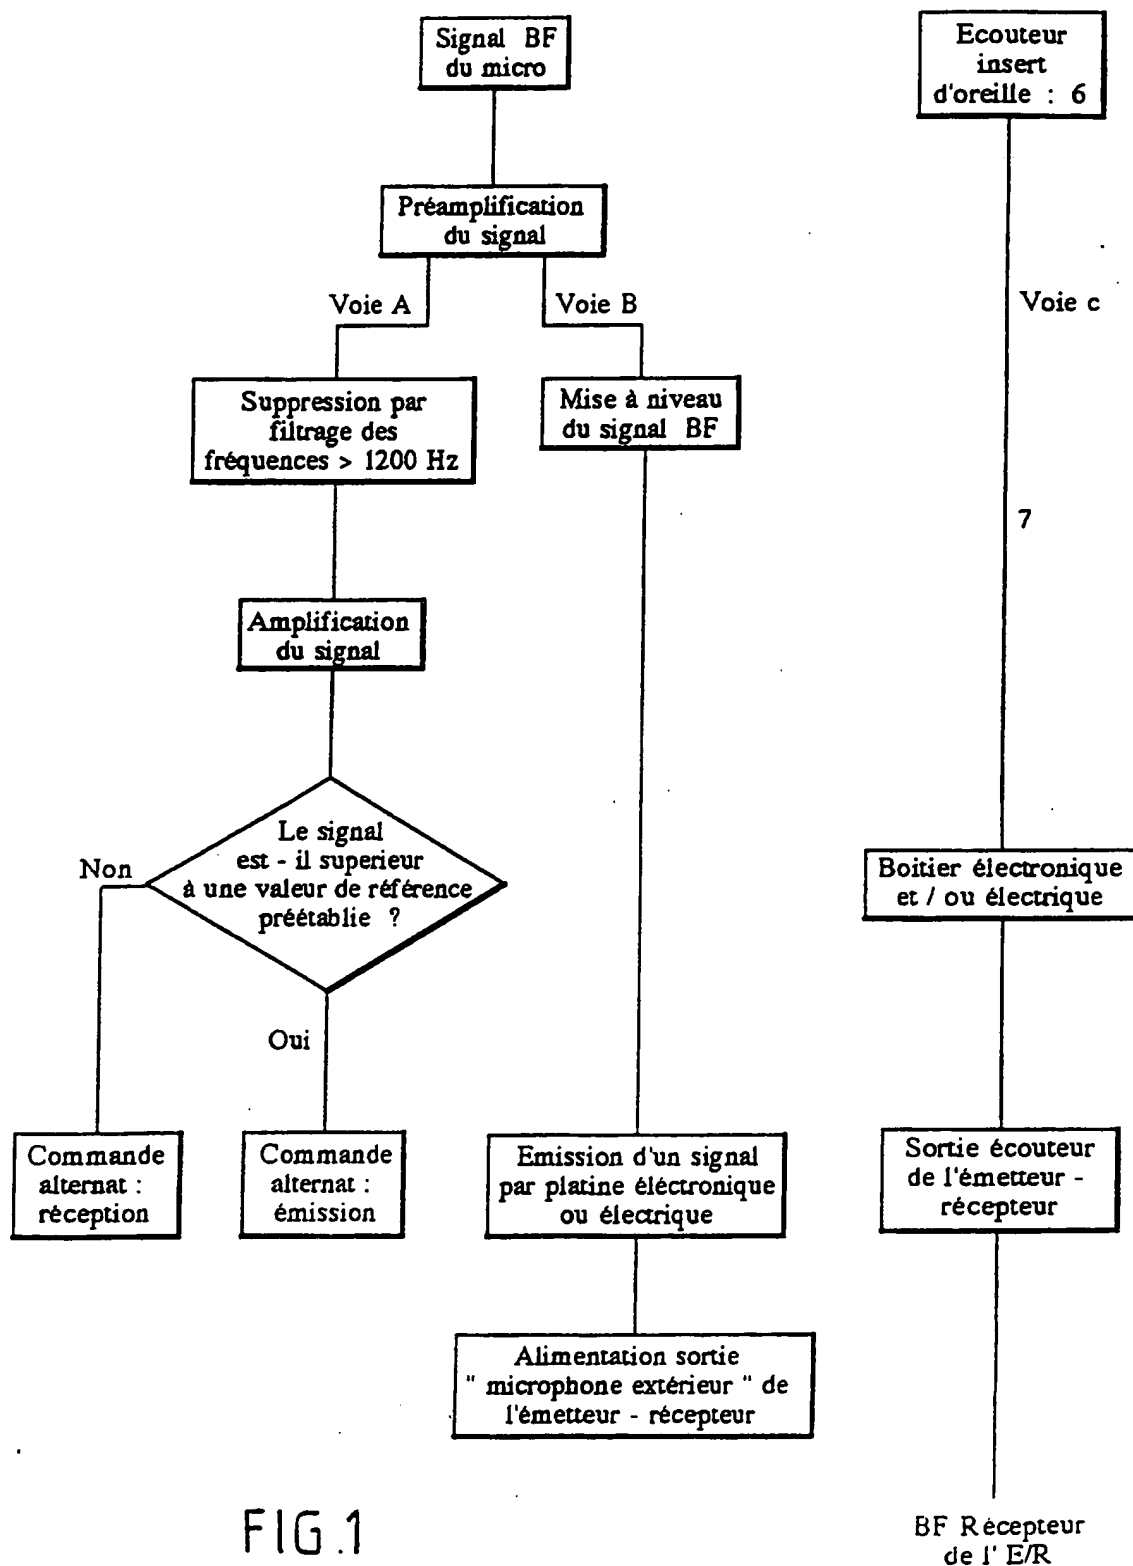 Signal BF
du micro
Préamplification
du signal
Voie A
Voie B
Suppression par
filtrage des
fréquences > 1200 Hz
Mise à niveau
du signal BF
Amplification
du signal
Le signal
est - il superieur
à une valeur de référence
préétablie ?
Non
Oui
Commande
alternat :
réception
Commande
alternat :
émission
Emission d'un signal
par platine éléctronique
ou électrique
Alimentation sortie
" microphone extérieur " de
l'émetteur - récepteur
Ecouteur
insert
d'oreille : 6
Voie c
7
Boitier électronique
et / ou électrique
Sortie écouteur
de l'émetteur -
récepteur
BF Récepteur
de l' E/R
FIG.1